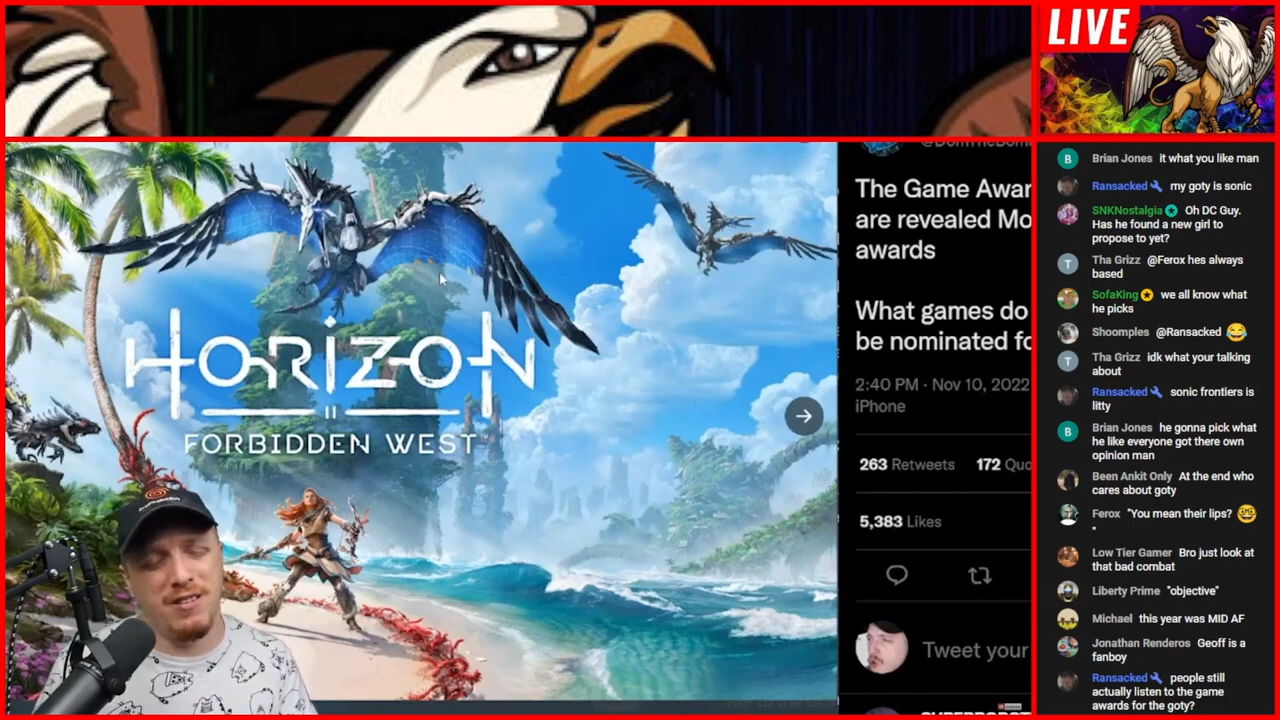 LIVE
HORIZON
II
FORBIDDEN WEST
The Game Awar
are revealed Mo
awards
What games do
be nominated fo
2:40 PM · Nov 10, 2022
iPhone
263 Retweets 172 Quo
5,383 Likes
Tweet your
B Brian Jones it what you like man
Ransacked my goty is sonic
SNKNostalgia Oh DC Guy.
Has he found a new girl to
propose to yet?
T Tha Grizz @Ferox hes always
based
SofaKing we all know what
he picks
Shoomples @Ransacked 😂
T Tha Grizz idk what your talking
about
Ransacked sonic frontiers is
litty
B Brian Jones he gonna pick what
he like everyone got there own
opinion man
Been Ankit Only At the end who
cares about goty
Ferox "You mean their lips? 🤓
"
Low Tier Gamer Bro just look at
that bad combat
Liberty Prime "objective"
Michael this year was MID AF
Jonathan Renderos Geoff is a
fanboy
Ransacked people still
actually listen to the game
awards for the goty?